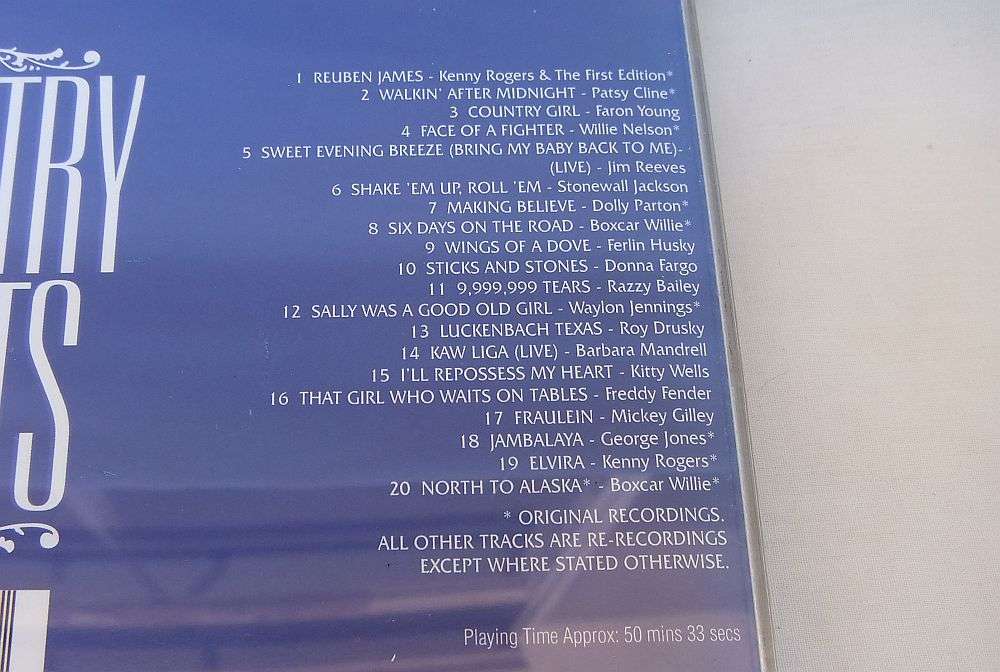 TRY
TS
1 REUBEN JAMES - Kenny Rogers & The First Edition*
2 WALKIN' AFTER MIDNIGHT - Patsy Cline*
3 COUNTRY GIRL - Faron Young
4 FACE OF A FIGHTER - Willie Nelson*
5 SWEET EVENING BREEZE (BRING MY BABY BACK TO ME)-
(LIVE) - Jim Reeves
6 SHAKE 'EM UP, ROLL 'EM - Stonewall Jackson
7 MAKING BELIEVE - Dolly Parton*
8 SIX DAYS ON THE ROAD - Boxcar Willie*
9 WINGS OF A DOVE - Ferlin Husky
10 STICKS AND STONES - Donna Fargo
11 9,999,999 TEARS - Razzy Bailey
12 SALLY WAS A GOOD OLD GIRL - Waylon Jennings*
13 LUCKENBACH TEXAS - Roy Drusky
14 KAW LIGA (LIVE) - Barbara Mandrell
15 I'LL REPOSSESS MY HEART - Kitty Wells
16 THAT GIRL WHO WAITS ON TABLES - Freddy Fender
17 FRAULEIN - Mickey Gilley
18 JAMBALAYA - George Jones*
19 ELVIRA - Kenny Rogers*
20 NORTH TO ALASKA* - Boxcar Willie*
* ORIGINAL RECORDINGS.
ALL OTHER TRACKS ARE RE-RECORDINGS
EXCEPT WHERE STATED OTHERWISE.
Playing Time Approx: 50 mins 33 secs